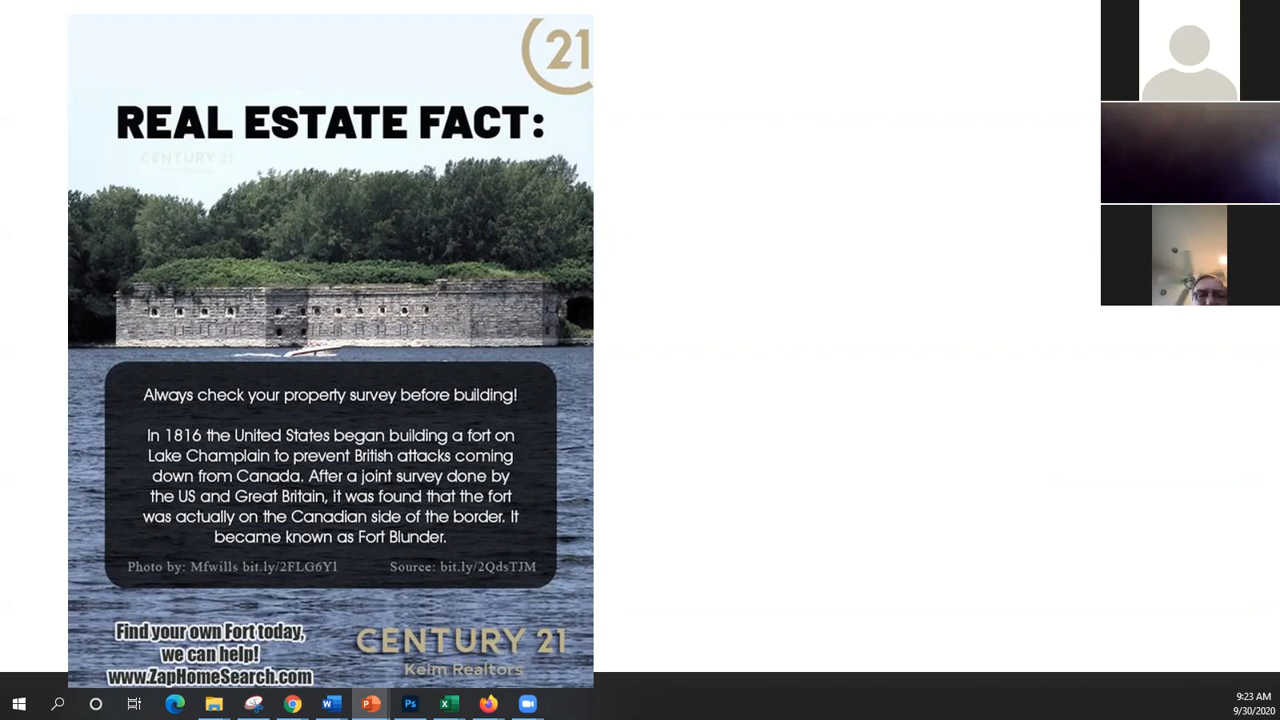 21
REAL ESTATE FACT:
CENTURY 21
Always check your property survey before building!
In 1816 the United States began building a fort on
Lake Champlain to prevent British attacks coming
down from Canada. After a joint survey done by
the US and Great Britain, it was found that the fort
was actually on the Canadian side of the border. It
became known as Fort Blunder.
Photo by: Mfwills bit.ly/2FLG6Yl
Source: bit.ly/2QdsTJM
Find your own Fort today,
we can help!
www.ZapHomeSearch.com
CENTURY 21
Keim Realtors
W
P
Ps
X
9:23 AM
9/30/2020